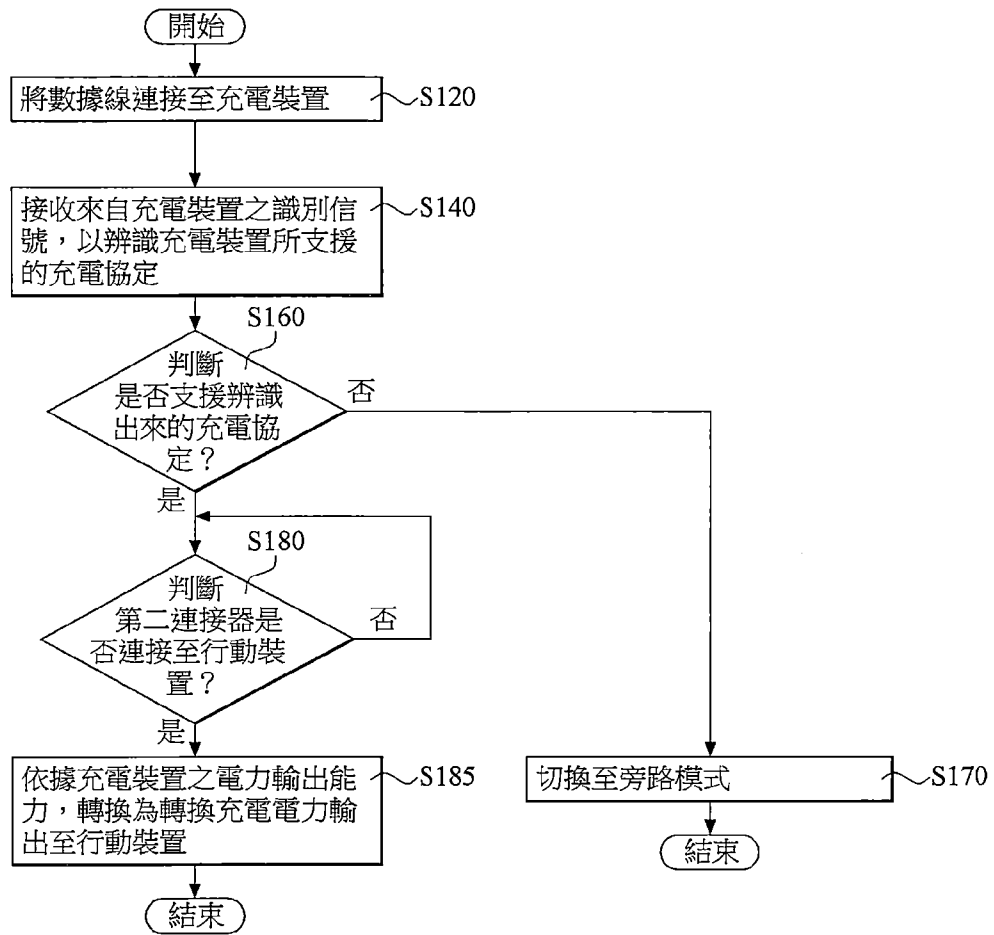 開始
將數據線連接至充電裝置
S120
接收來自充電裝置之識別信
號，以辨識充電裝置所支援
的充電協定
S140
S160
判斷
是否支援辨識
出來的充電協
定？
否
是
S180
判斷
第二連接器是
否連接至行動裝
置？
否
是
依據充電裝置之電力輸出能
力，轉換為轉換充電電力輸
出至行動裝置
S185
切換至旁路模式
S170
結束
結束